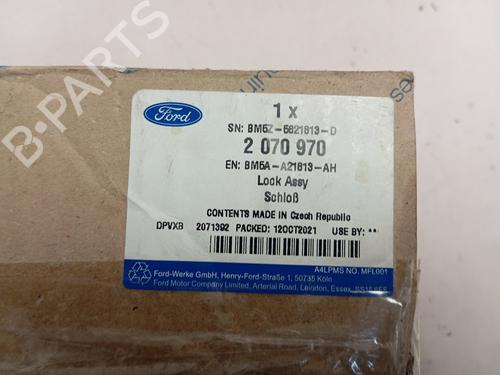 Ford
1 x
SN: BM5Z-5821813-D
2 070 970
EN: BM5A-A21813-AH
Lock Assy
Schloß
CONTENTS MADE IN Czech Republic
DPVXB 2071392 PACKED: 12OCT2021 USE BY: **
A4LPMS NO. MFL001
Ford-Werke GmbH, Henry-Ford-Straße 1, 50735 Köln
Ford Motor Company Limited, Arterial Road, Laindon, Essex,
B PARTS